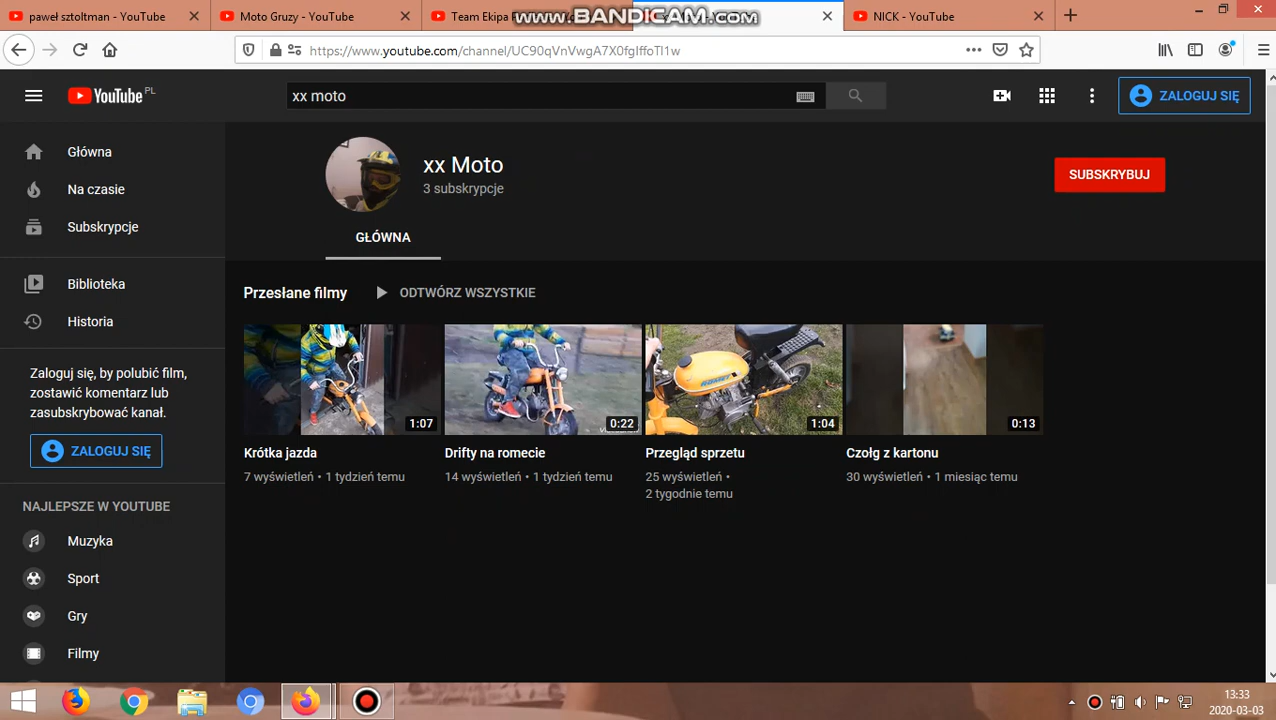 paweł sztoltman - YouTube
Moto Gruzy - YouTube
Team Ekipa
www.BANDICAM.com
NICK - YouTube
https://www.youtube.com/channel/UC90qVnVwgA7X0fgIffoTl1w
YouTube PL
xx moto
ZALOGUJ SIĘ
Główna
Na czasie
Subskrypcje
Biblioteka
Historia
Zaloguj się, by polubić film,
zostawić komentarz lub
zasubskrybować kanał.
ZALOGUJ SIĘ
NAJLEPSZE W YOUTUBE
Muzyka
Sport
Gry
Filmy
xx Moto
3 subskrypcje
SUBSKRYBUJ
GŁÓWNA
Przesłane filmy
ODTWÓRZ WSZYSTKIE
1:07
0:22
1:04
0:13
Krótka jazda
7 wyświetleń • 1 tydzień temu
Drifty na romecie
14 wyświetleń • 1 tydzień temu
Przegląd sprzetu
25 wyświetleń •
2 tygodnie temu
Czołg z kartonu
30 wyświetleń • 1 miesiąc temu
13:33
2020-03-03